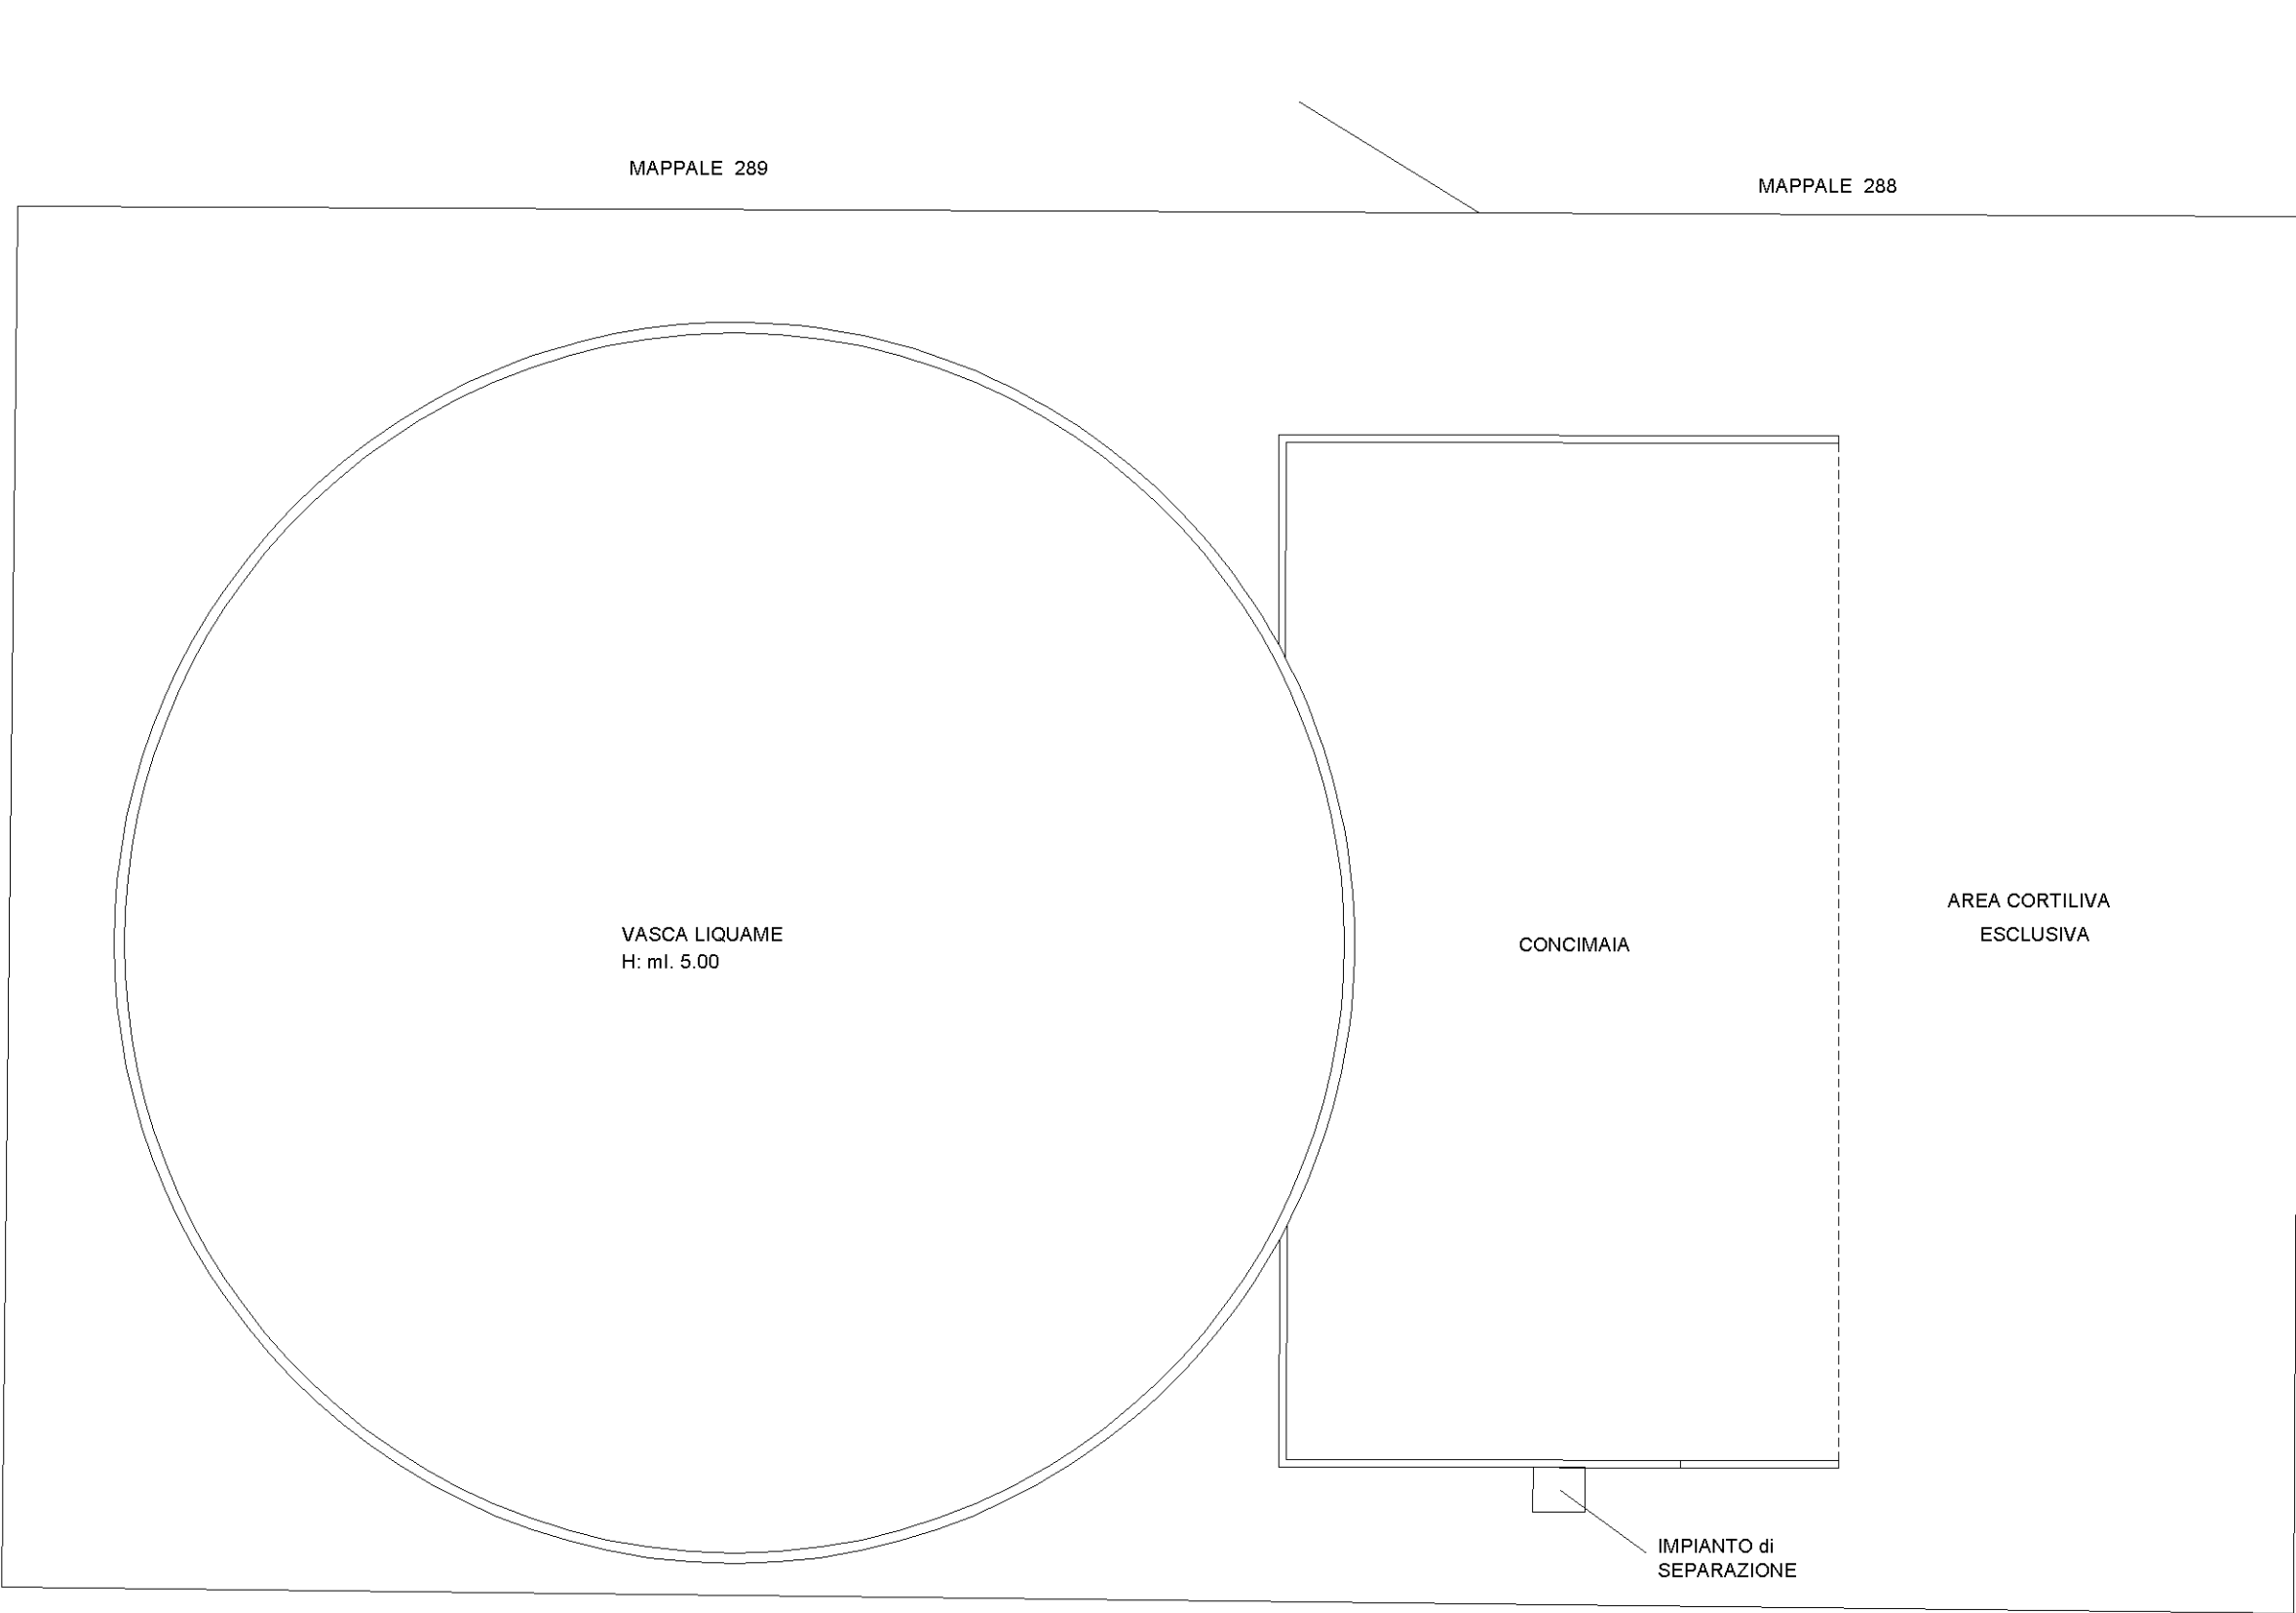 MAPPALE  289
MAPPALE  288
VASCA LIQUAME
H: ml. 5.00
CONCIMAIA
AREA CORTILIVA
ESCLUSIVA
IMPIANTO di
SEPARAZIONE